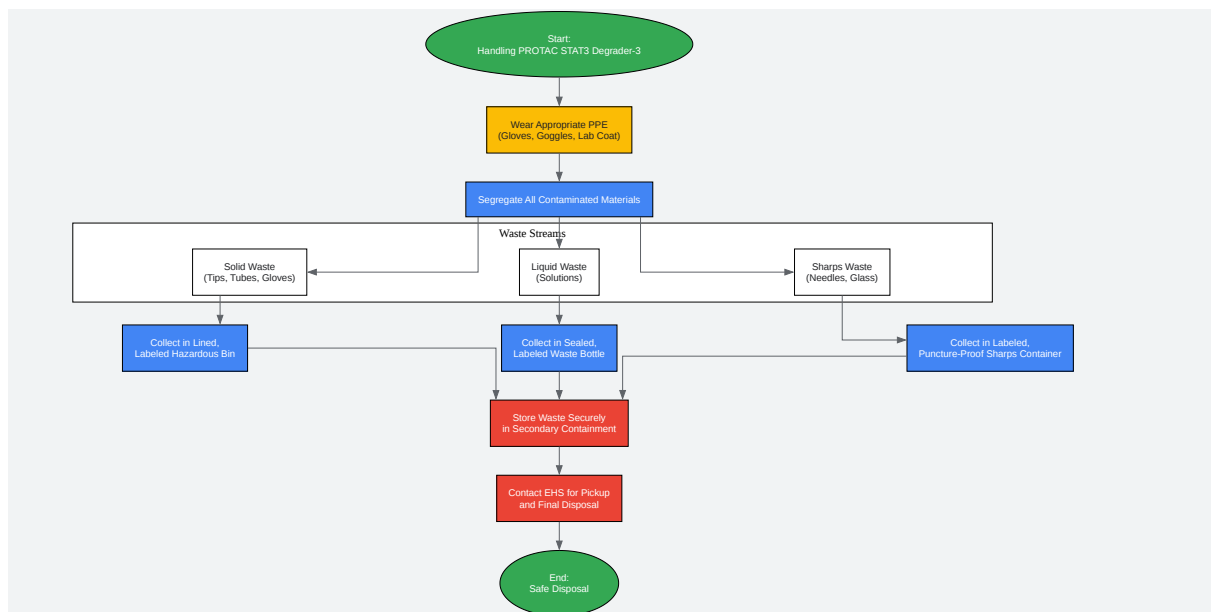 Start:
Handling PROTAC STAT3 Degrader-3
Wear Appropriate PPE
(Gloves, Goggles, Lab Coat)
Segregate All Contaminated Materials
Waste Streams
Solid Waste
(Tips, Tubes, Gloves)
Liquid Waste
(Solutions)
Sharps Waste
(Needles, Glass)
Collect in Lined,
Labeled Hazardous Bin
Collect in Sealed,
Labeled Waste Bottle
Collect in Labeled,
Puncture-Proof Sharps Container
Store Waste Securely
in Secondary Containment
Contact EHS for Pickup
and Final Disposal
End:
Safe Disposal